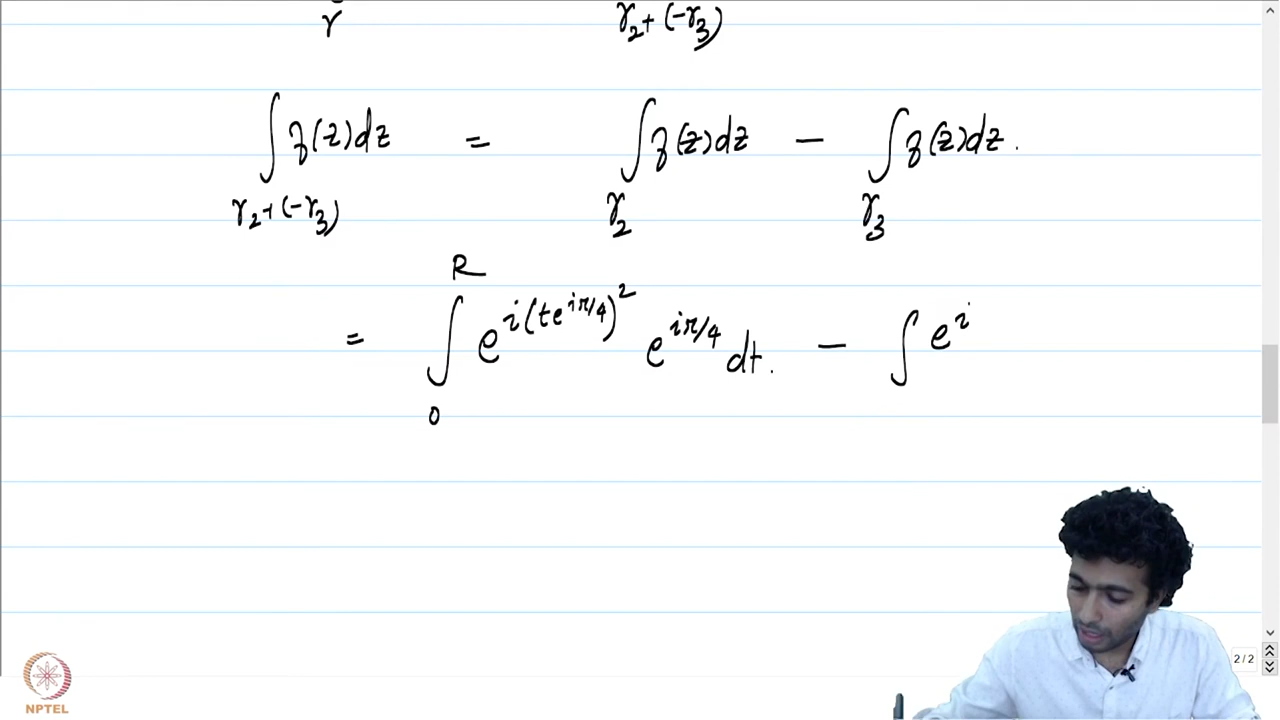 γ γ₂+(-γ₃)
∫_{γ₂+(-γ₃)} f(z)dz = ∫_{γ₂} f(z)dz – ∫_{γ₃} f(z)dz.
= ∫_0^R e^{i(te^{iπ/4})^2} e^{iπ/4} dt. – ∫ e^i
2 / 2
NPTEL